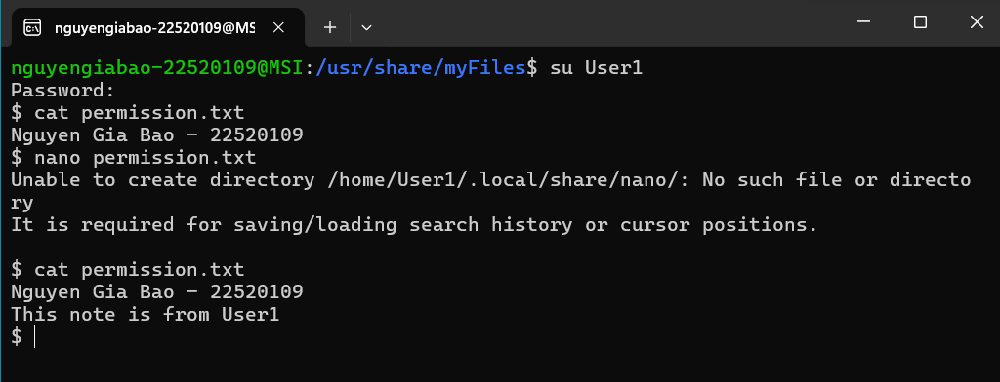 nguyengiabao-22520109@MS
nguyengiabao-22520109@MSI:/usr/share/myFiles$ su User1
Password:
$ cat permission.txt
Nguyen Gia Bao - 22520109
$ nano permission.txt
Unable to create directory /home/User1/.local/share/nano/: No such file or directo
ry
It is required for saving/loading search history or cursor positions.
$ cat permission.txt
Nguyen Gia Bao - 22520109
This note is from User1
$